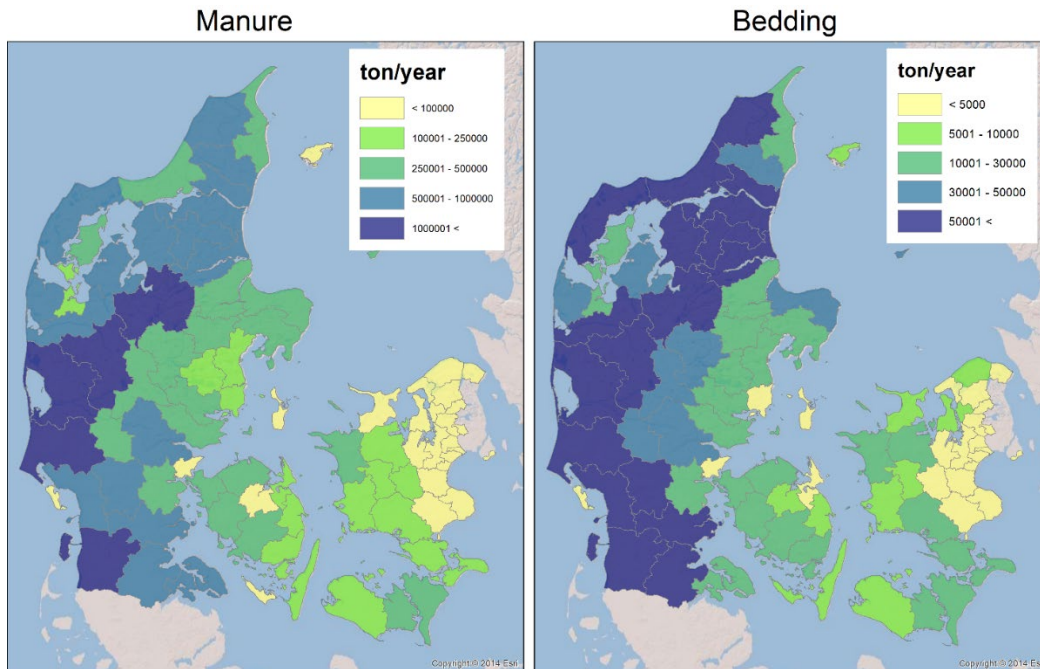 Manure
ton/year
< 100000
100001 - 250000
250001 - 500000
500001 - 1000000
1000001 <
Copyright © 2014 Esri
Bedding
ton/year
< 5000
5001 - 10000
10001 - 30000
30001 - 50000
50001 <
Copyright © 2014 Esri